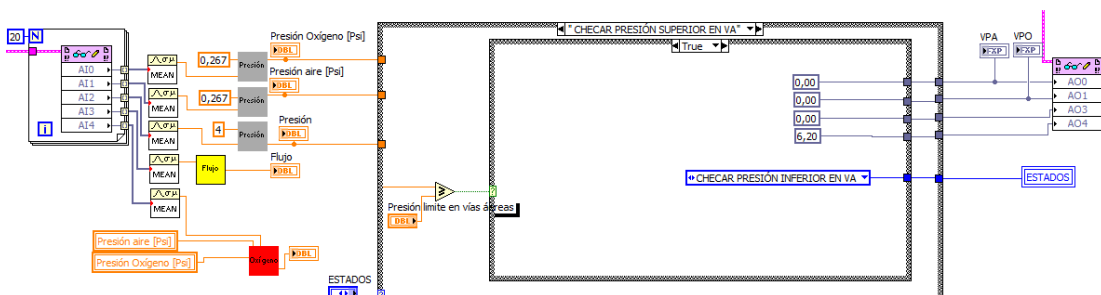 20
N
AI0
AI1
AI2
AI3
AI4
i
MEAN
MEAN
MEAN
MEAN
MEAN
0,267
Presión
Presión Oxígeno [Psi]
DBL
0,267
Presión
Presión aire [Psi]
DBL
4
Presión
Presión
DBL
Flujo
Flujo
DBL
Presión aire [Psi]
Presión Oxígeno [Psi]
Oxígeno
DBL
ESTADOS
" CHECAR PRESIÓN SUPERIOR EN VA"
True
Presión limite en vías áereas
DBL
?
0,00
0,00
0,00
6,20
CHECAR PRESIÓN INFERIOR EN VA
VPA
FXP
VPO
FXP
AO0
AO1
AO3
AO4
ESTADOS